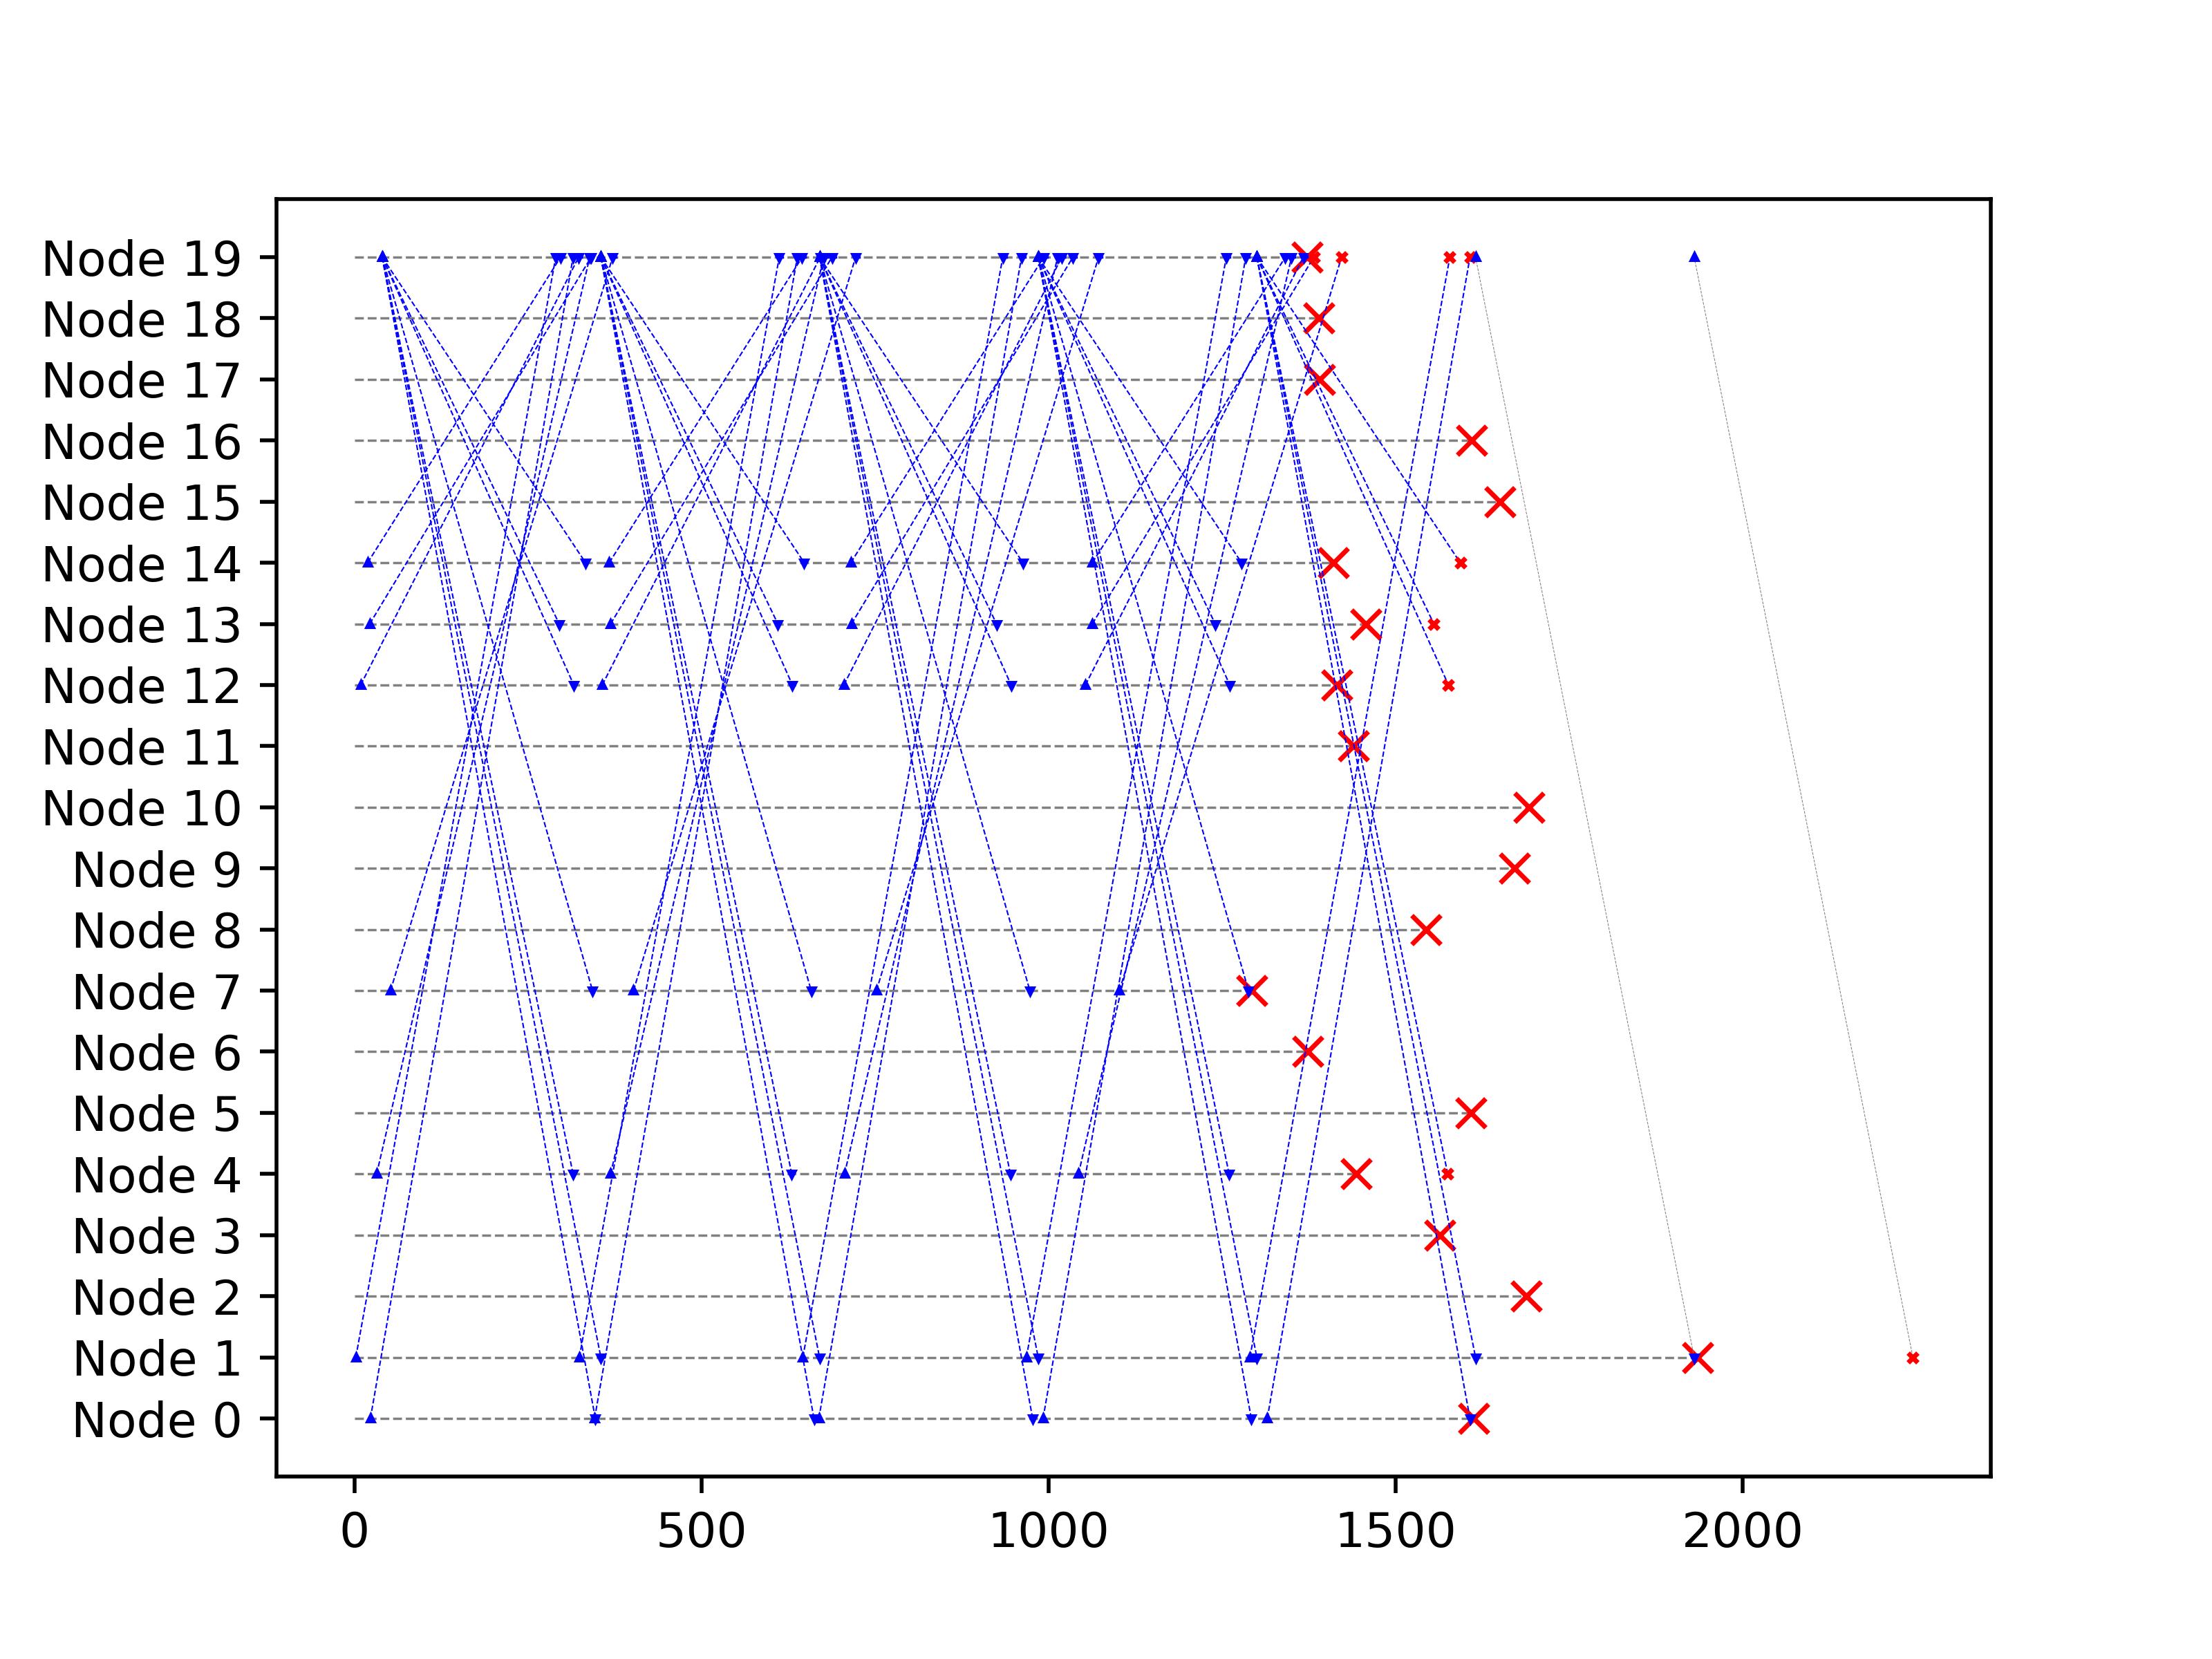 Node 19
Node 18
Node 17
Node 16
Node 15
Node 14
Node 13
Node 12
Node 11
Node 10
Node 9
Node 8
Node 7
Node 6
Node 5
Node 4
Node 3
Node 2
Node 1
Node 0
0 500 1000 1500 2000